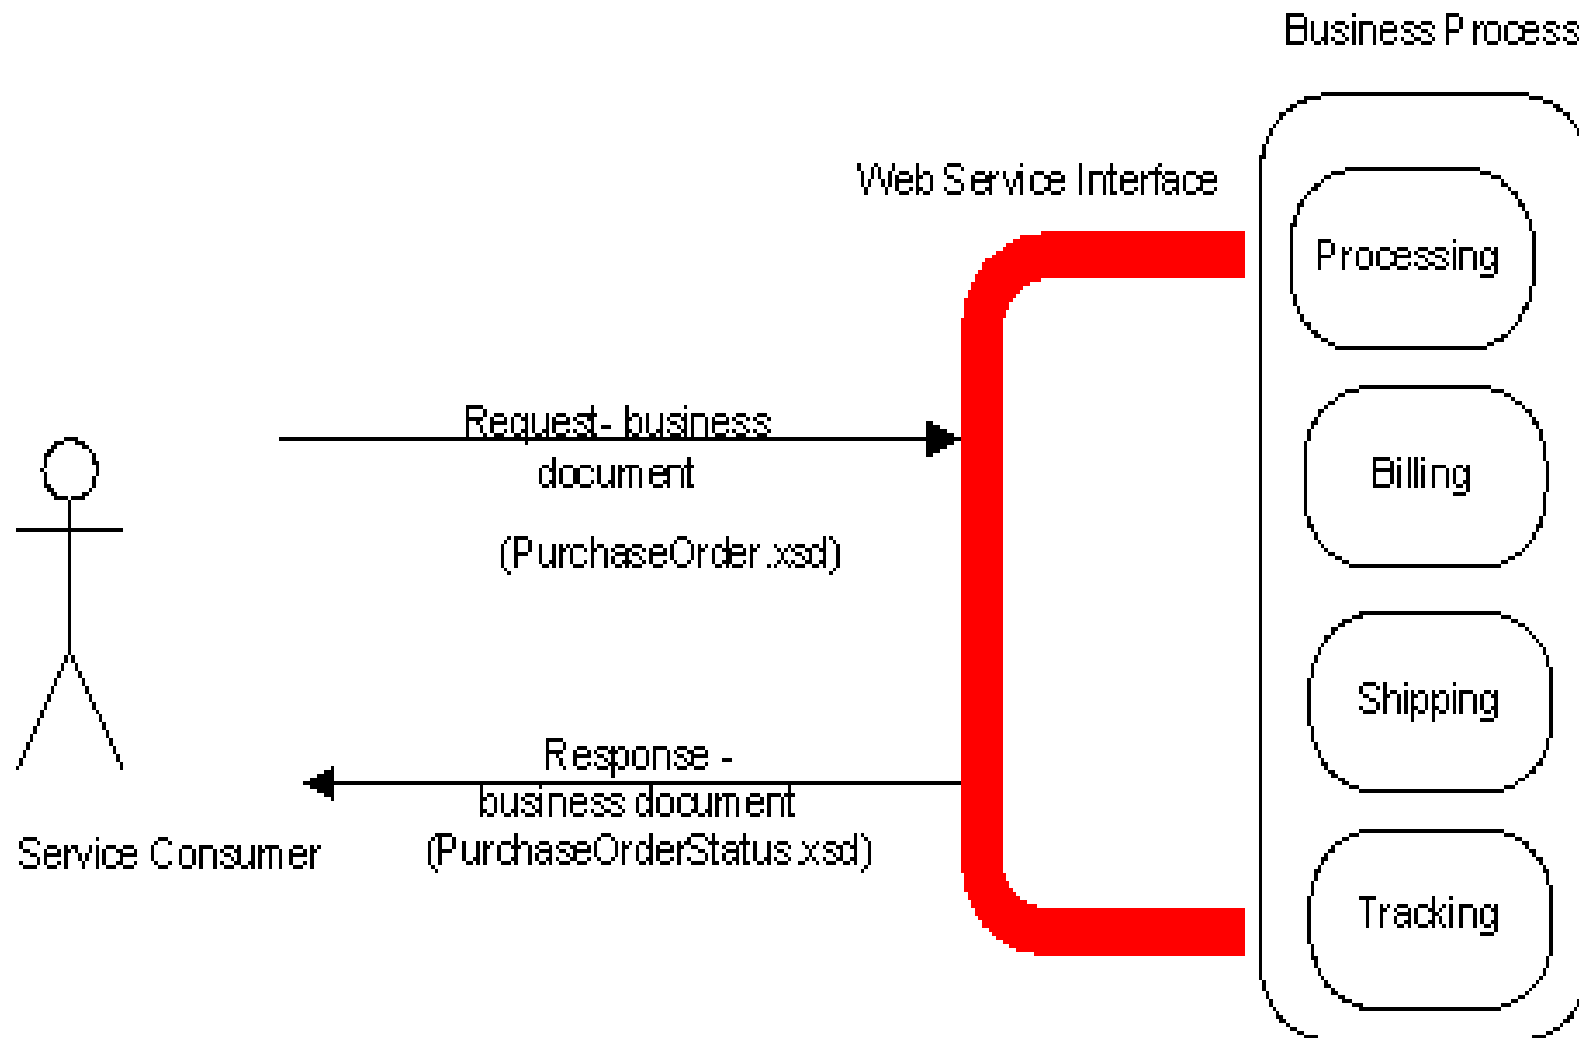 Business Process
Web Service Interface
Processing
Request- business
document
Billing
(PurchaseOrder.xsd)
Shipping
Response -
business document
(PurchaseOrderStatus.xsd)
Service Consumer
Tracking